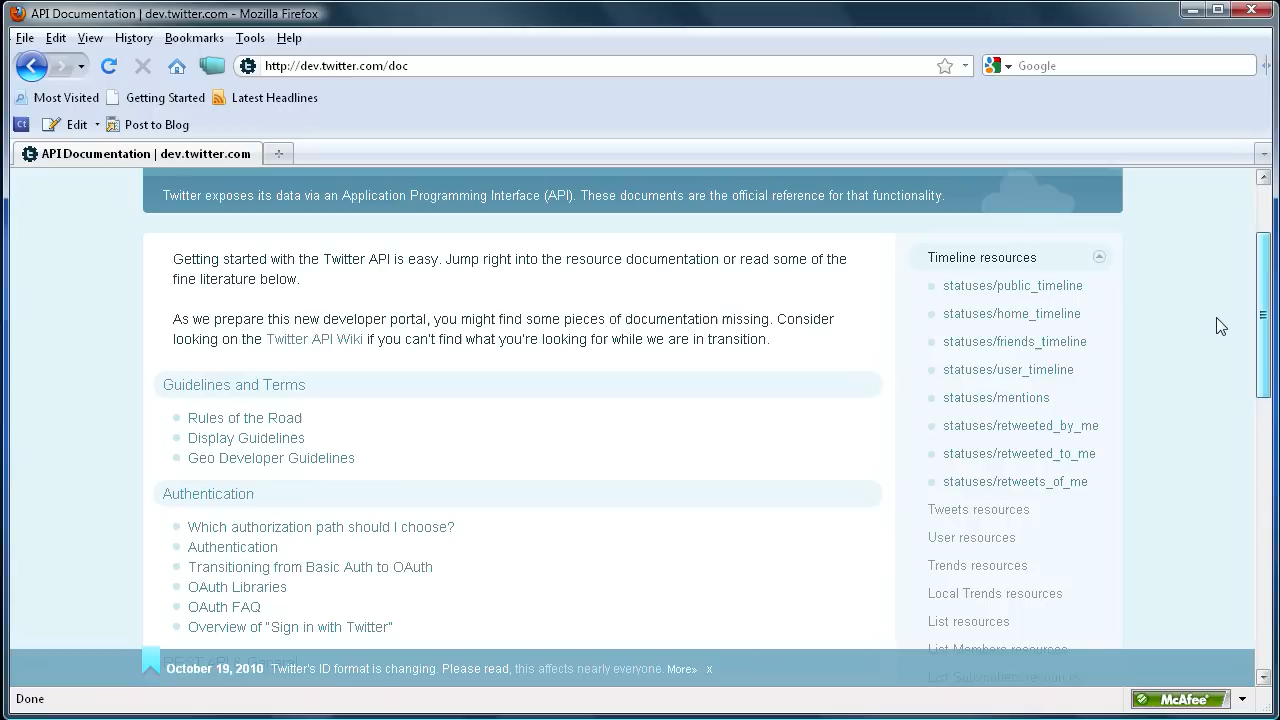 API Documentation | dev.twitter.com - Mozilla Firefox
File Edit View History Bookmarks Tools Help
http://dev.twitter.com/doc
Google
Most Visited Getting Started Latest Headlines
Ct Edit Post to Blog
API Documentation | dev.twitter.com
Twitter exposes its data via an Application Programming Interface (API). These documents are the official reference for that functionality.
Getting started with the Twitter API is easy. Jump right into the resource documentation or read some of the
fine literature below.
As we prepare this new developer portal, you might find some pieces of documentation missing. Consider
looking on the Twitter API Wiki if you can't find what you're looking for while we are in transition.
Guidelines and Terms
Rules of the Road
Display Guidelines
Geo Developer Guidelines
Authentication
Which authorization path should I choose?
Authentication
Transitioning from Basic Auth to OAuth
OAuth Libraries
OAuth FAQ
Overview of "Sign in with Twitter"
Timeline resources
statuses/public_timeline
statuses/home_timeline
statuses/friends_timeline
statuses/user_timeline
statuses/mentions
statuses/retweeted_by_me
statuses/retweeted_to_me
statuses/retweets_of_me
Tweets resources
User resources
Trends resources
Local Trends resources
List resources
List Members resources
List Subscribers resources
October 19, 2010 Twitter's ID format is changing. Please read, this affects nearly everyone. More» x
Done
McAfee